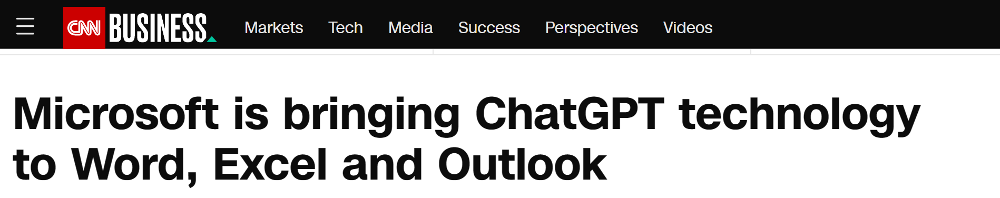 CNN BUSINESS Markets Tech Media Success Perspectives Videos
Microsoft is bringing ChatGPT technology
to Word, Excel and Outlook